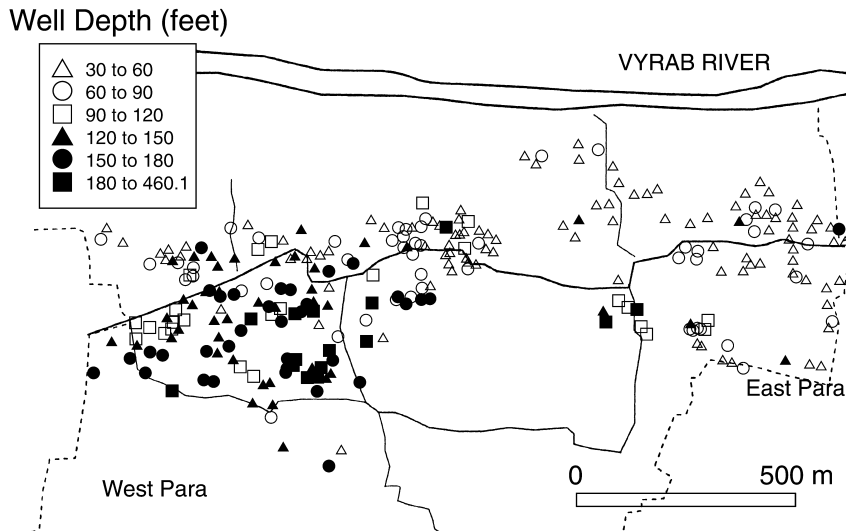 Well Depth (feet)
30 to 60
60 to 90
90 to 120
120 to 150
150 to 180
180 to 460.1
VYRAB RIVER
East Para
West Para
0 500 m